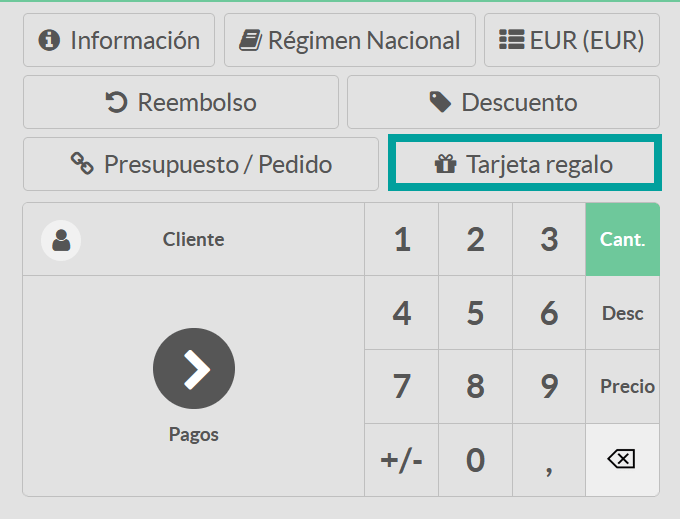 Información Régimen Nacional EUR (EUR)
Reembolso Descuento
Presupuesto / Pedido Tarjeta regalo
Cliente 1 2 3 Cant.
4 5 6 Desc
7 8 9 Precio
Pagos
+/- 0 ,